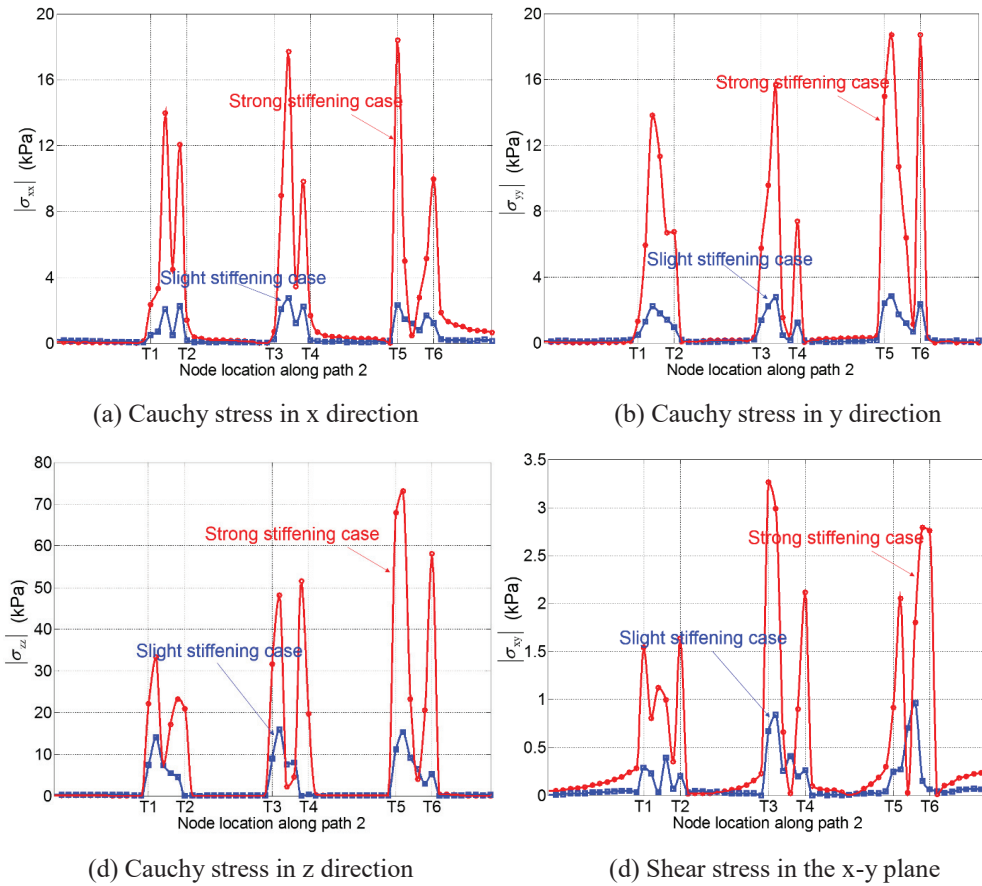 20
16
12
8
4
0
|σxx| (kPa)
Strong stiffening case
Slight stiffening case
T1 T2 T3 T4 T5 T6
Node location along path 2
(a) Cauchy stress in x direction
20
16
12
8
4
0
|σyy| (kPa)
Strong stiffening case
Slight stiffening case
T1 T2 T3 T4 T5 T6
Node location along path 2
(b) Cauchy stress in y direction
80
70
60
50
40
30
20
10
0
|σzz| (kPa)
Strong stiffening case
Slight stiffening case
T1 T2 T3 T4 T5 T6
Node location along path 2
(d) Cauchy stress in z direction
3.5
3
2.5
2
1.5
1
0.5
0
|σxy| (kPa)
Strong stiffening case
Slight stiffening case
T1 T2 T3 T4 T5 T6
Node location along path 2
(d) Shear stress in the x-y plane